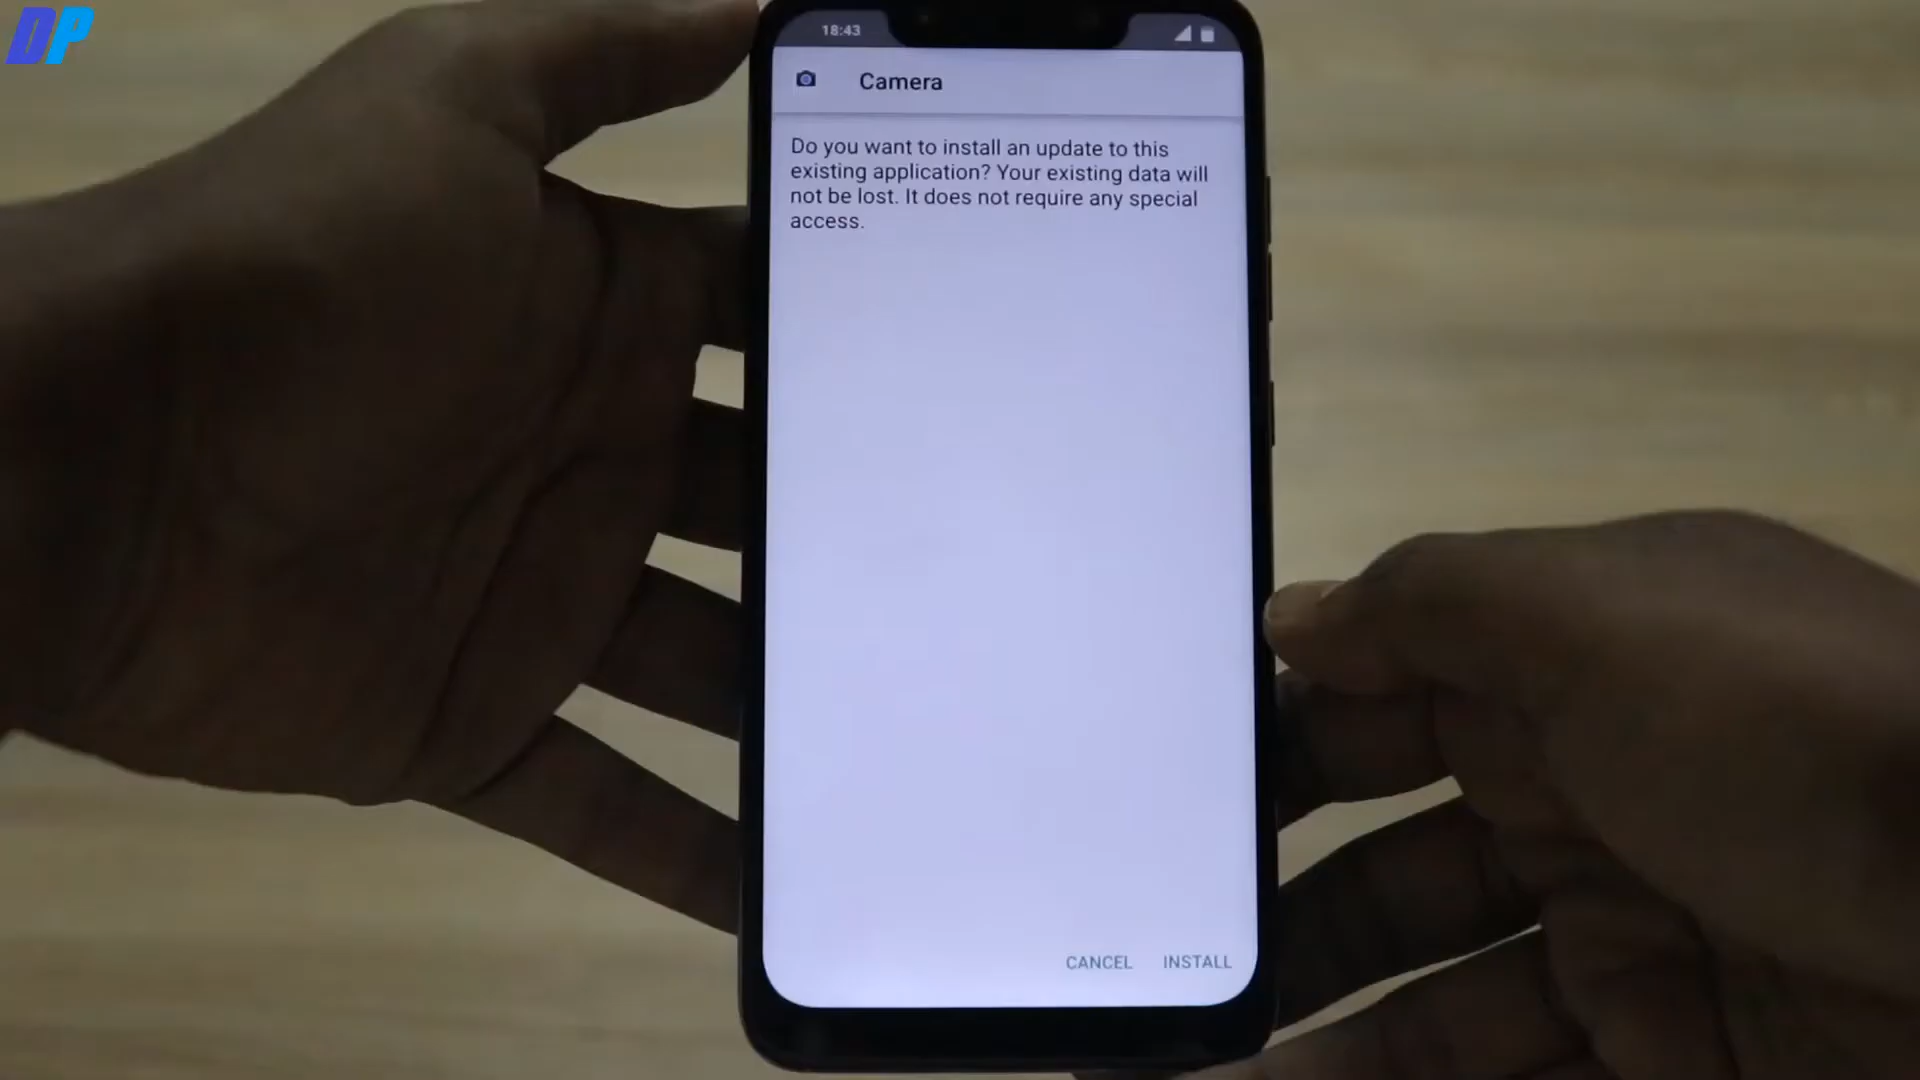 DP
18:43
Camera
Do you want to install an update to this
existing application? Your existing data will
not be lost. It does not require any special
access.
CANCEL INSTALL